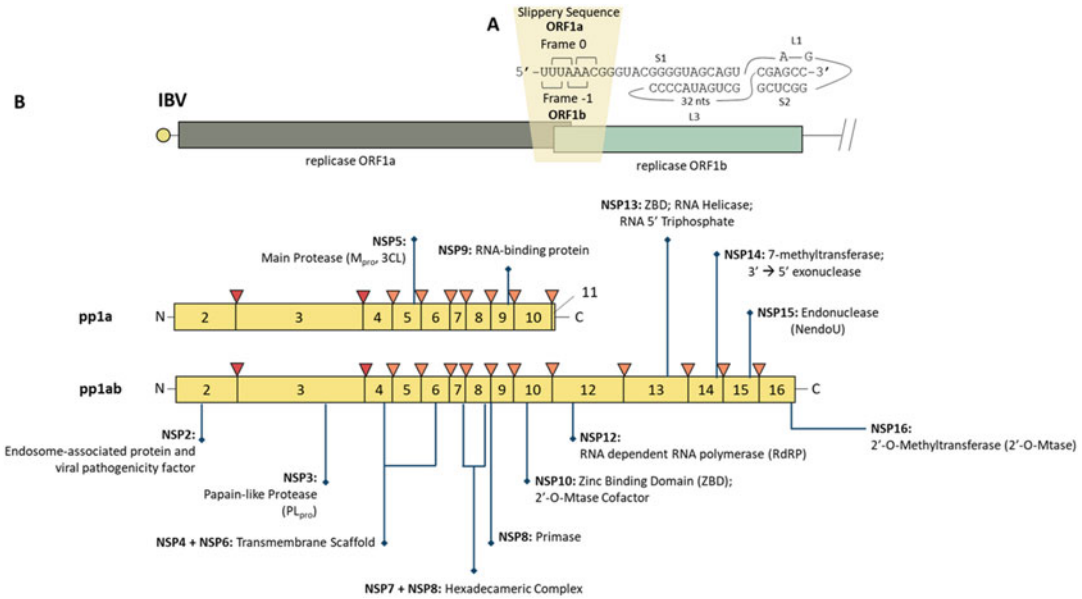 Slippery Sequence
A
ORF1a
Frame 0
S1
L1
A—G
5′-UUUAAACGGGUACGGGGUAGCAGU CGAGCC-3′
CCCCAUAGUCG GCUCGG
Frame -1
32 nts
S2
ORF1b
L3
B
IBV
replicase ORF1a
replicase ORF1b
NSP13: ZBD; RNA Helicase;
RNA 5′ Triphosphate
NSP5:
Main Protease (Mpro, 3CL)
NSP9: RNA-binding protein
NSP14: 7-methyltransferase;
3′ → 5′ exonuclease
11
NSP15: Endonuclease
(NendoU)
pp1a N- 2 3 4 5 6 7 8 9 10 C
pp1ab N- 2 3 4 5 6 7 8 9 10 12 13 14 15 16 C
NSP2:
Endosome-associated protein and
viral pathogenicity factor
NSP12:
RNA dependent RNA polymerase (RdRP)
NSP16:
2′-O-Methyltransferase (2′-O-Mtase)
NSP3:
Papain-like Protease
(PLpro)
NSP10: Zinc Binding Domain (ZBD);
2′-O-Mtase Cofactor
NSP4 + NSP6: Transmembrane Scaffold
NSP8: Primase
NSP7 + NSP8: Hexadecameric Complex